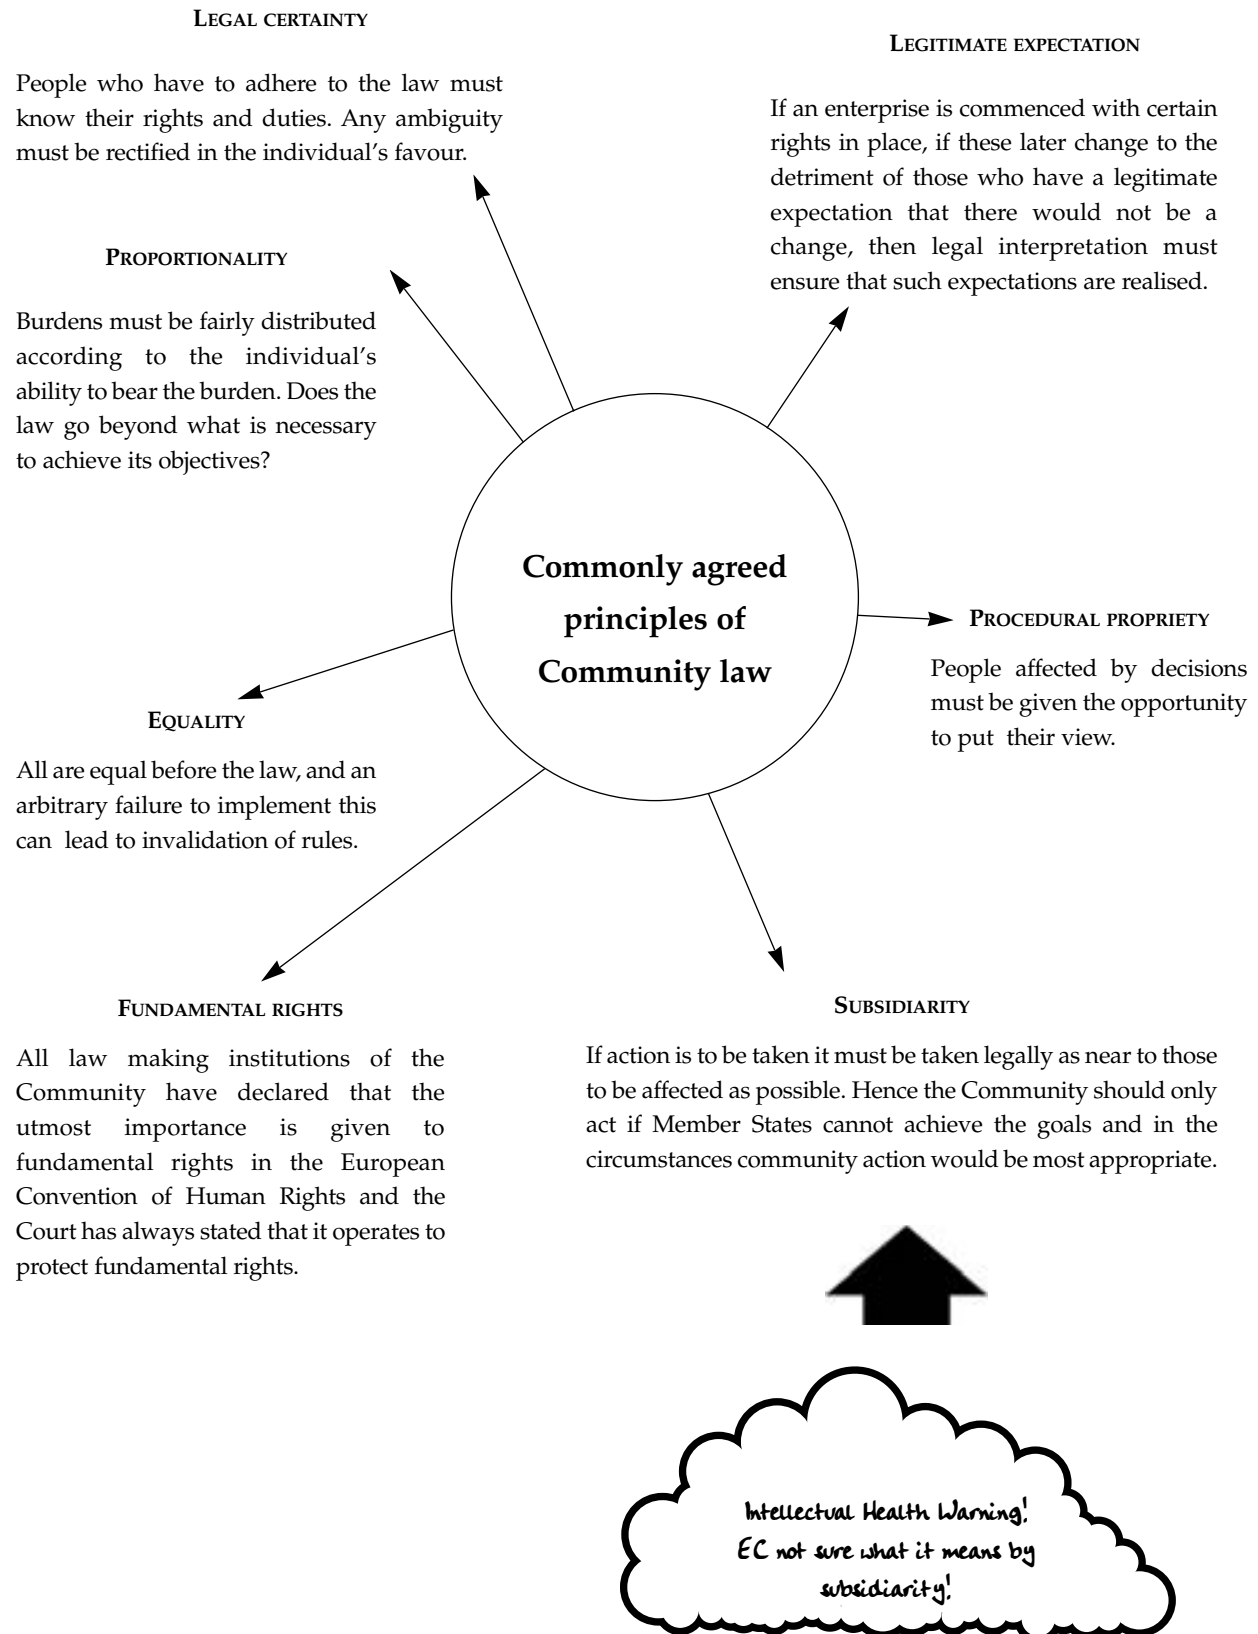 LEGAL CERTAINTY
People who have to adhere to the law must
know their rights and duties. Any ambiguity
must be rectified in the individual's favour.
LEGITIMATE EXPECTATION
If an enterprise is commenced with certain
rights in place, if these later change to the
detriment of those who have a legitimate
expectation that there would not be a
change, then legal interpretation must
ensure that such expectations are realised.
PROPORTIONALITY
Burdens must be fairly distributed
according to the individual's
ability to bear the burden. Does the
law go beyond what is necessary
to achieve its objectives?
Commonly agreed
principles of
Community law
PROCEDURAL PROPRIETY
People affected by decisions
must be given the opportunity
to put their view.
EQUALITY
All are equal before the law, and an
arbitrary failure to implement this
can lead to invalidation of rules.
FUNDAMENTAL RIGHTS
All law making institutions of the
Community have declared that the
utmost importance is given to
fundamental rights in the European
Convention of Human Rights and the
Court has always stated that it operates to
protect fundamental rights.
SUBSIDIARITY
If action is to be taken it must be taken legally as near to those
to be affected as possible. Hence the Community should only
act if Member States cannot achieve the goals and in the
circumstances community action would be most appropriate.
Intellectual Health Warning!
EC not sure what it means by
subsidiarity!